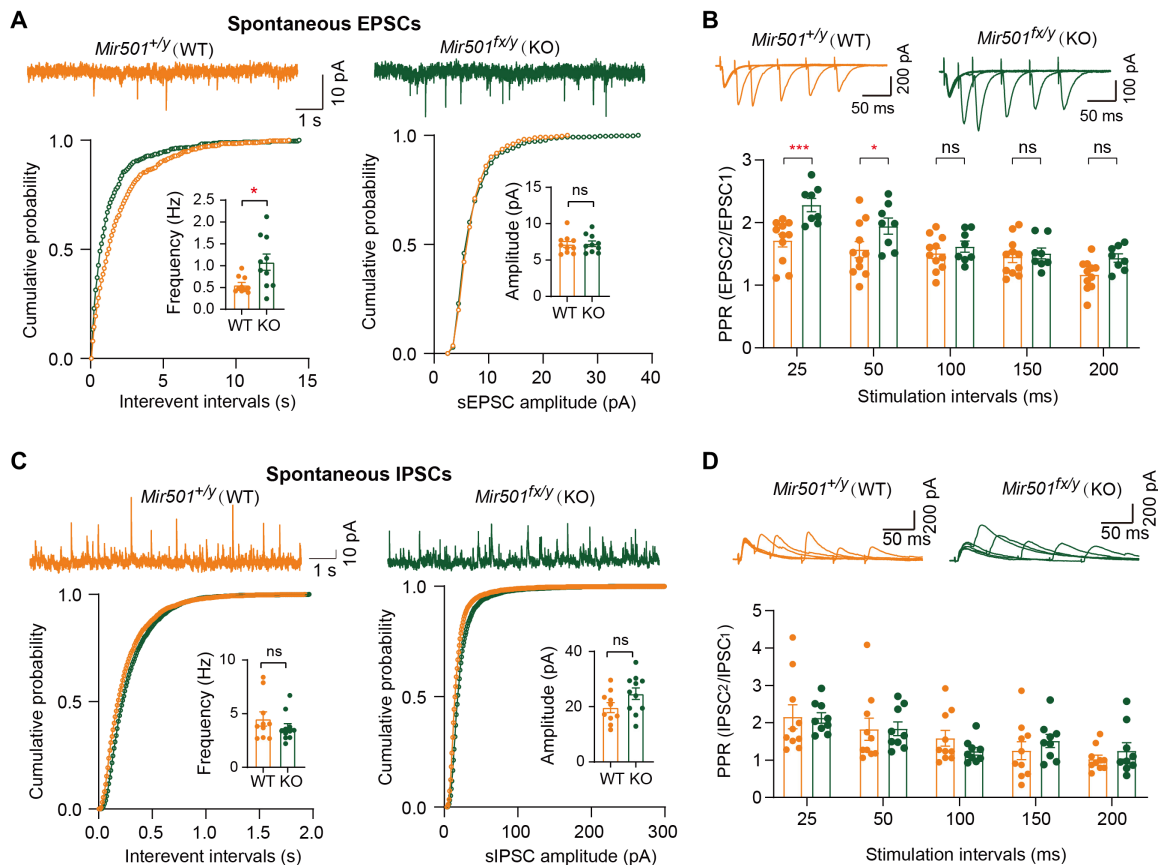 A
Spontaneous EPSCs
Mir501+/y (WT)
Mir501fx/y (KO)
10 pA
1 s
Cumulative probability
1.0
0.5
0.0
0
5
10
15
Interevent intervals (s)
Frequency (Hz)
2.5
2.0
1.5
1.0
0.5
0.0
*
WT
KO
Cumulative probability
1.0
0.5
0.0
0
10
20
30
40
sEPSC amplitude (pA)
Amplitude (pA)
15
10
5
0
ns
WT
KO
B
Mir501+/y (WT)
Mir501fx/y (KO)
200 pA
50 ms
100 pA
50 ms
PPR (EPSC2/EPSC1)
3
2
1
0
***
*
ns
ns
ns
25
50
100
150
200
Stimulation intervals (ms)
C
Spontaneous IPSCs
Mir501+/y (WT)
Mir501fx/y (KO)
10 pA
1 s
Cumulative probability
1.0
0.5
0.0
0.0
0.5
1.0
1.5
2.0
Interevent intervals (s)
Frequency (Hz)
10
5
0
ns
WT
KO
Cumulative probability
1.0
0.5
0.0
0
100
200
300
sIPSC amplitude (pA)
Amplitude (pA)
40
20
0
ns
WT
KO
D
Mir501+/y (WT)
Mir501fx/y (KO)
200 pA
50 ms
200 pA
50 ms
PPR (IPSC2/IPSC1)
5
4
3
2
1
0
25
50
100
150
200
Stimulation intervals (ms)